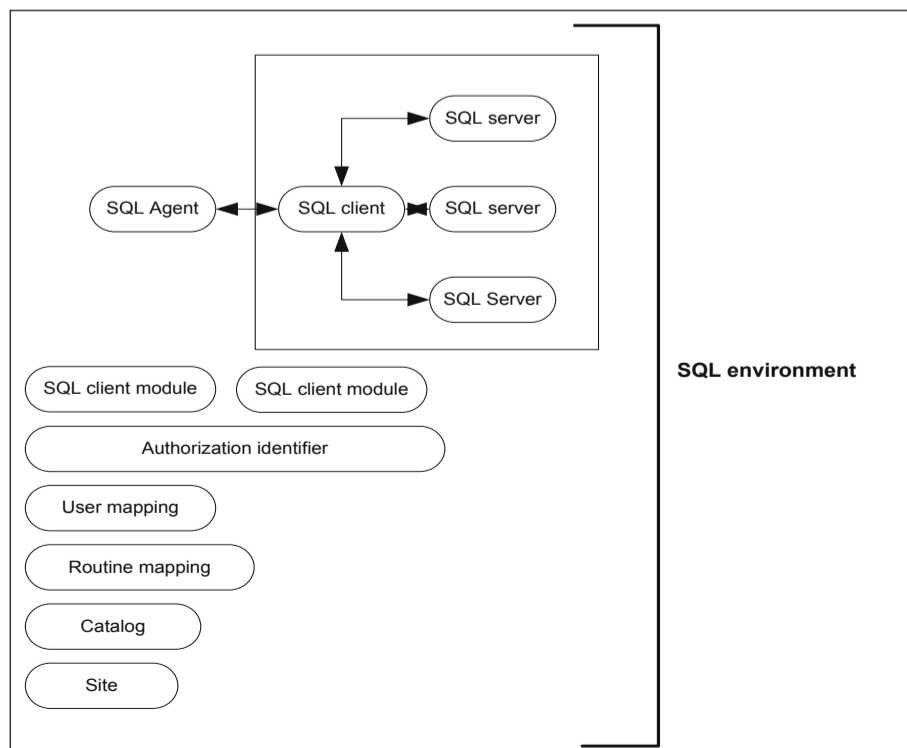 SQL server
SQL Agent
SQL client
SQL server
SQL Server
SQL environment
SQL client module
SQL client module
Authorization identifier
User mapping
Routine mapping
Catalog
Site